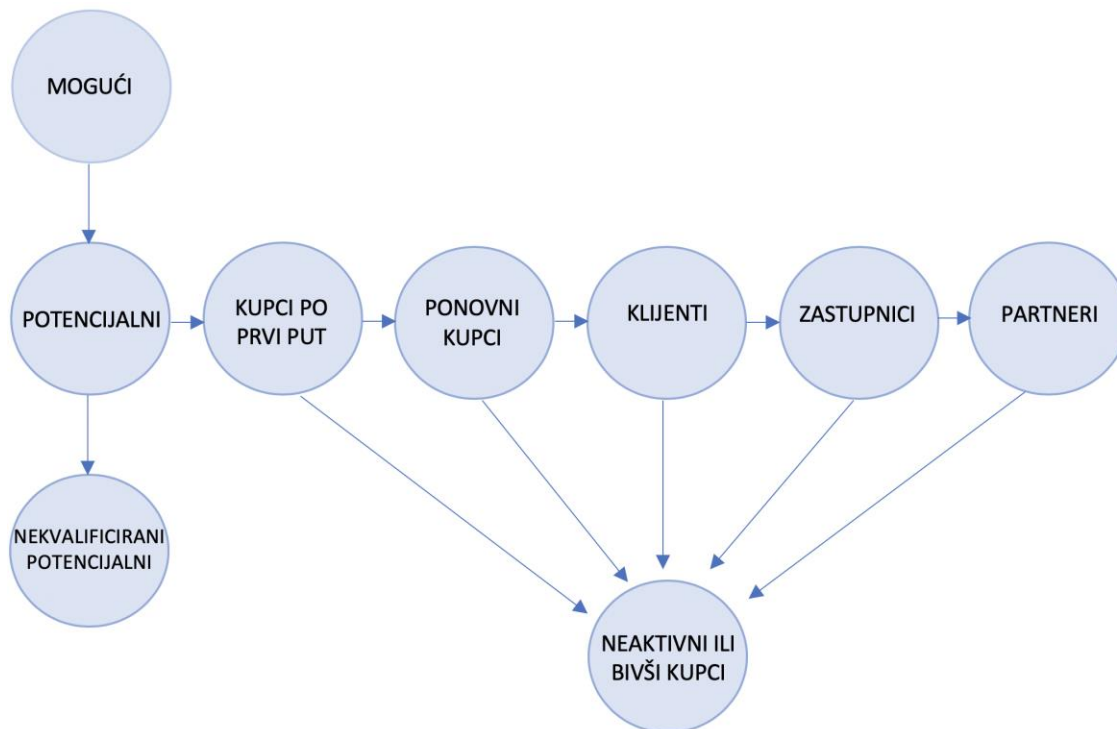 MOGUĆI
POTENCIJALNI
KUPCI PO
PRVI PUT
PONOVNI
KUPCI
KLIJENTI
ZASTUPNICI
PARTNERI
NEKVALIFICIRANI
POTENCIJALNI
NEAKTIVNI ILI
BIVŠI KUPCI